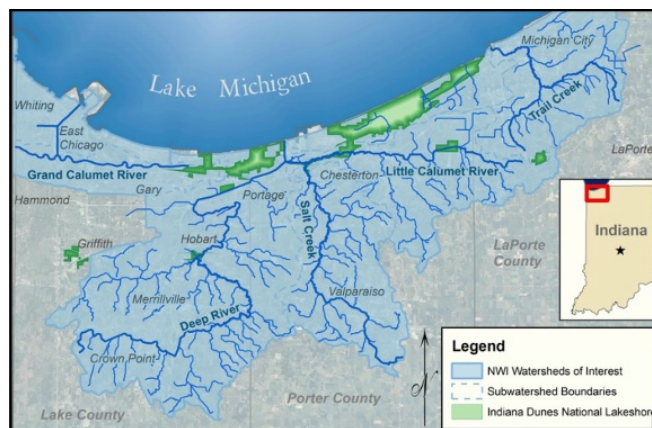 Lake Michigan
Michigan City
Trail Creek
Whiting
East
Chicago
LaPorte
Grand Calumet River
Gary
Chesterton
Little Calumet River
Portage
Hammond
Salt Creek
Griffith
Hobart
LaPorte
County
Indiana
Merrillville
Valparaiso
Deep River
Crown Point
Lake County
Porter County
N
Legend
NWI Watersheds of Interest
Subwatershed Boundaries
Indiana Dunes National Lakeshore